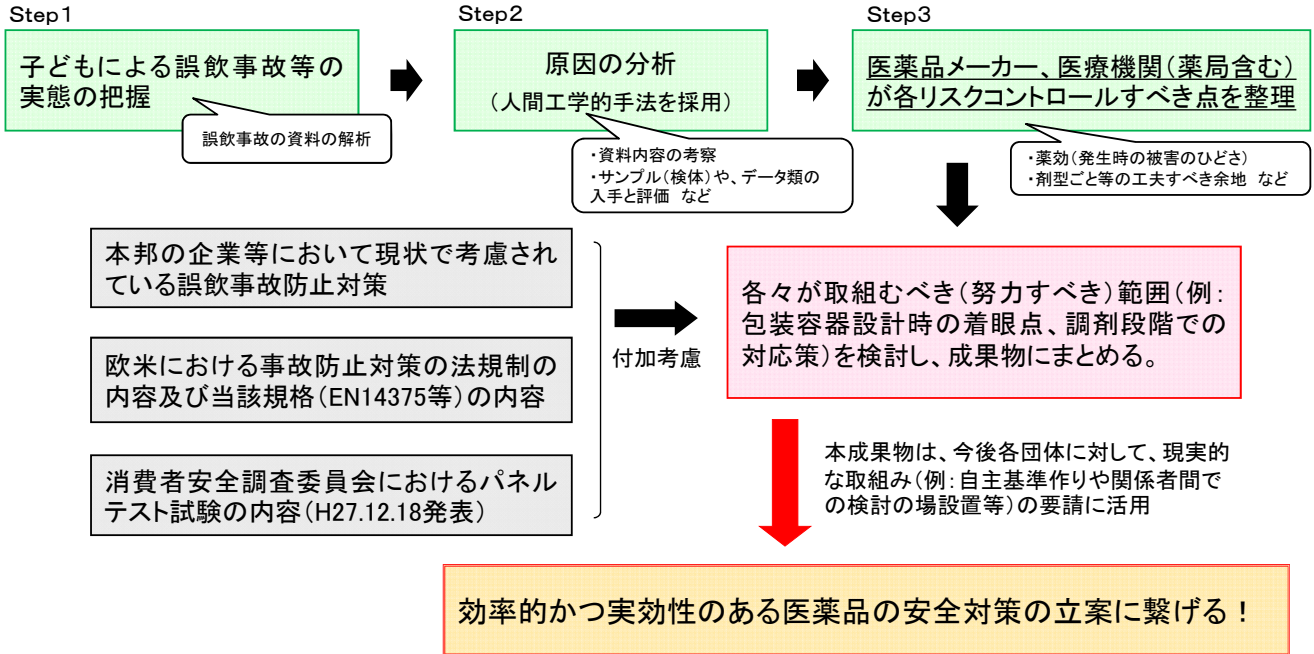 Step1
子どもによる誤飲事故等の
実態の把握
誤飲事故の資料の解析
Step2
原因の分析
(人間工学的手法を採用)
・資料内容の考察
・サンプル(検体)や、データ類の
入手と評価 など
Step3
医薬品メーカー、医療機関(薬局含む)
が各リスクコントロールすべき点を整理
・薬効(発生時の被害のひどさ)
・剤型ごと等の工夫すべき余地 など
本邦の企業等において現状で考慮され
ている誤飲事故防止対策
欧米における事故防止対策の法規制の
内容及び当該規格(EN14375等)の内容
消費者安全調査委員会におけるパネル
テスト試験の内容(H27.12.18発表)
付加考慮
各々が取組むべき(努力すべき)範囲(例:
包装容器設計時の着眼点、調剤段階での
対応策)を検討し、成果物にまとめる。
本成果物は、今後各団体に対して、現実的
な取組み(例:自主基準作りや関係者間で
の検討の場設置等)の要請に活用
効率的かつ実効性のある医薬品の安全対策の立案に繋げる!